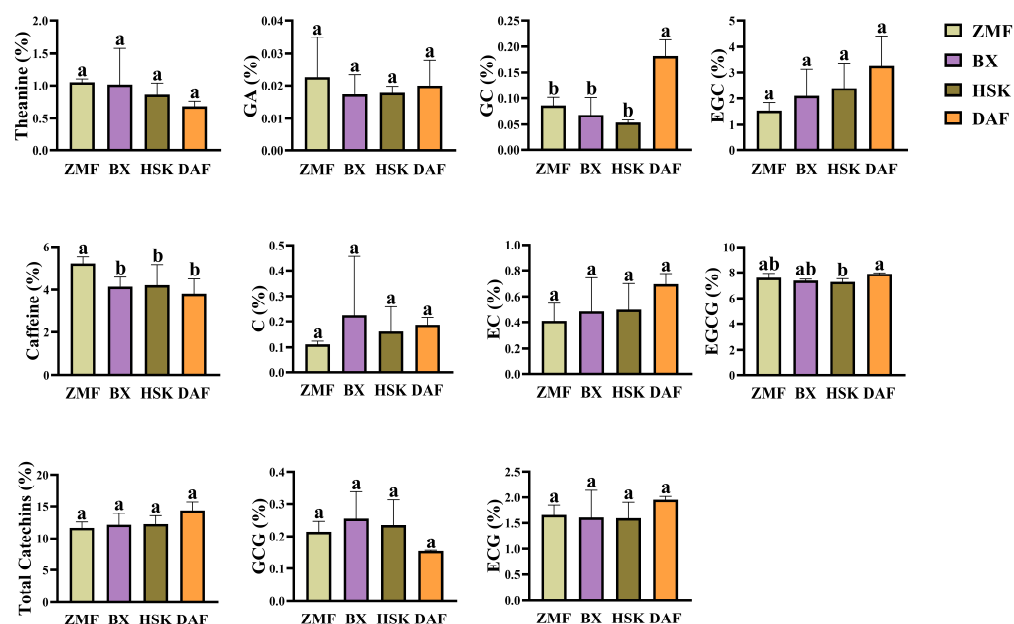 Theanine (%)
2.0
1.5
1.0
0.5
0.0
a a a a
ZMF BX HSK DAF
GA (%)
0.04
0.03
0.02
0.01
0.00
a a a a
ZMF BX HSK DAF
GC (%)
0.25
0.20
0.15
0.10
0.05
0.00
b b b a
ZMF BX HSK DAF
EGC (%)
5
4
3
2
1
0
a a a a
ZMF BX HSK DAF
ZMF
BX
HSK
DAF
Caffeine (%)
6
4
2
0
a b b b
ZMF BX HSK DAF
C (%)
0.5
0.4
0.3
0.2
0.1
0.0
a a a a
ZMF BX HSK DAF
EC (%)
1.0
0.8
0.6
0.4
0.2
0.0
a a a a
ZMF BX HSK DAF
EGCG (%)
10
8
6
4
2
0
ab ab b a
ZMF BX HSK DAF
Total Catechins (%)
20
15
10
5
0
a a a a
ZMF BX HSK DAF
GCG (%)
0.4
0.3
0.2
0.1
0.0
a a a a
ZMF BX HSK DAF
ECG (%)
2.5
2.0
1.5
1.0
0.5
0.0
a a a a
ZMF BX HSK DAF